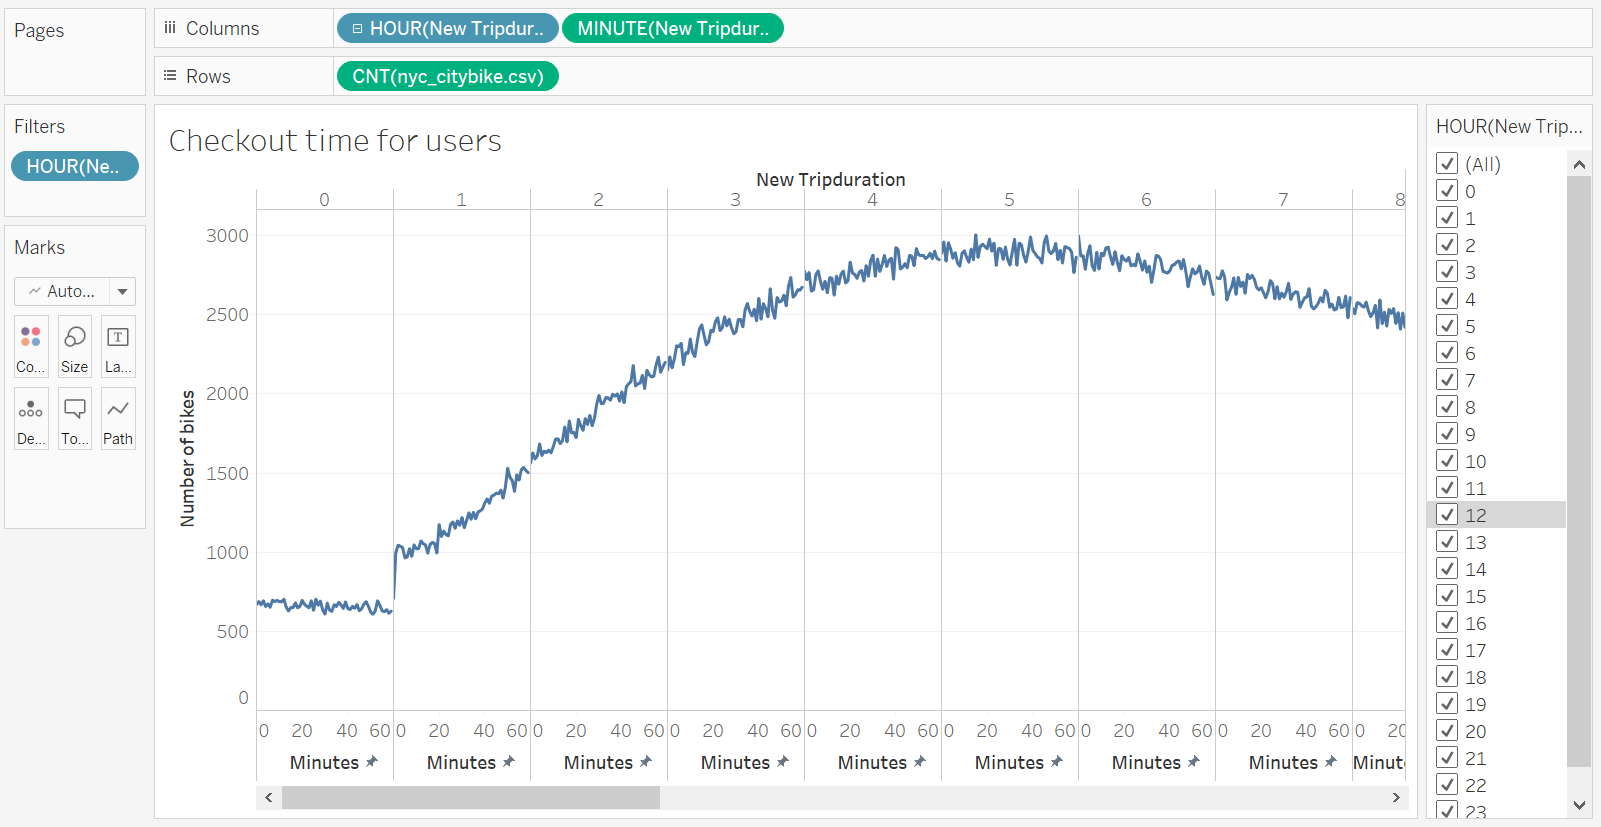 Pages
Columns
HOUR(New Tripdur..
MINUTE(New Tripdur..
Rows
CNT(nyc_citybike.csv)
Filters
HOUR(Ne..
Marks
Auto...
Co...
Size
La...
De...
To...
Path
Checkout time for users
New Tripduration
0 1 2 3 4 5 6 7 8
Number of bikes
3000
2500
2000
1500
1000
500
0
0 20 40 60 0 20 40 60 0 20 40 60 0 20 40 60 0 20 40 60 0 20 40 60 0 20 40 60 0 20 40 60 0 20
Minutes Minutes Minutes Minutes Minutes Minutes Minutes Minutes Minut
HOUR(New Trip...
(All)
0
1
2
3
4
5
6
7
8
9
10
11
12
13
14
15
16
17
18
19
20
21
22
23